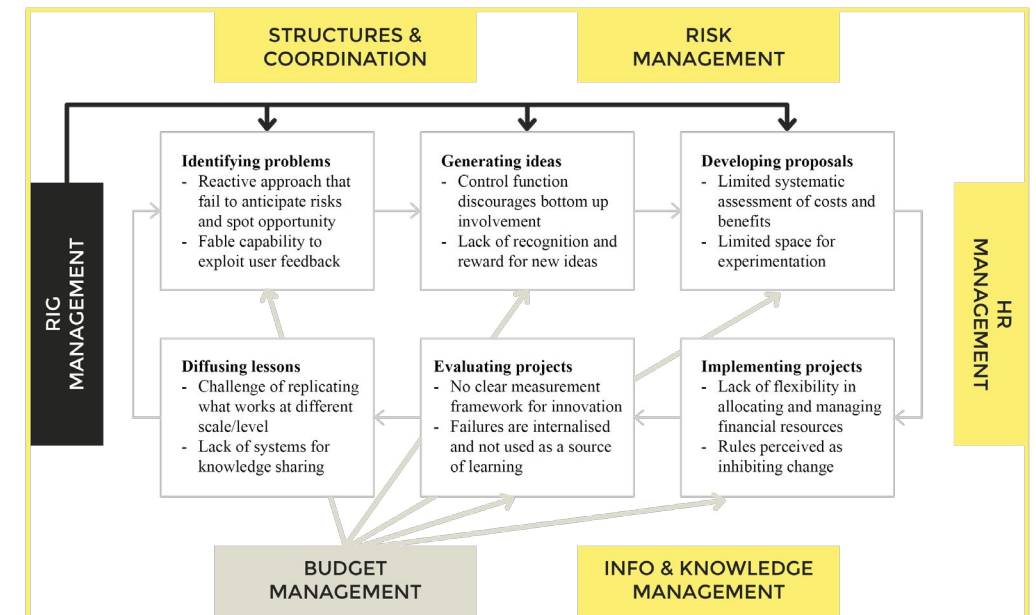 STRUCTURES &
COORDINATION
RISK
MANAGEMENT
RIG
MANAGEMENT
Identifying problems
- Reactive approach that
fail to anticipate risks
and spot opportunity
- Fable capability to
exploit user feedback
Generating ideas
- Control function
discourages bottom up
involvement
- Lack of recognition and
reward for new ideas
Developing proposals
- Limited systematic
assessment of costs and
benefits
- Limited space for
experimentation
HR
MANAGEMENT
Diffusing lessons
- Challenge of replicating
what works at different
scale/level
- Lack of systems for
knowledge sharing
Evaluating projects
- No clear measurement
framework for innovation
- Failures are internalised
and not used as a source
of learning
Implementing projects
- Lack of flexibility in
allocating and managing
financial resources
- Rules perceived as
inhibiting change
BUDGET
MANAGEMENT
INFO & KNOWLEDGE
MANAGEMENT